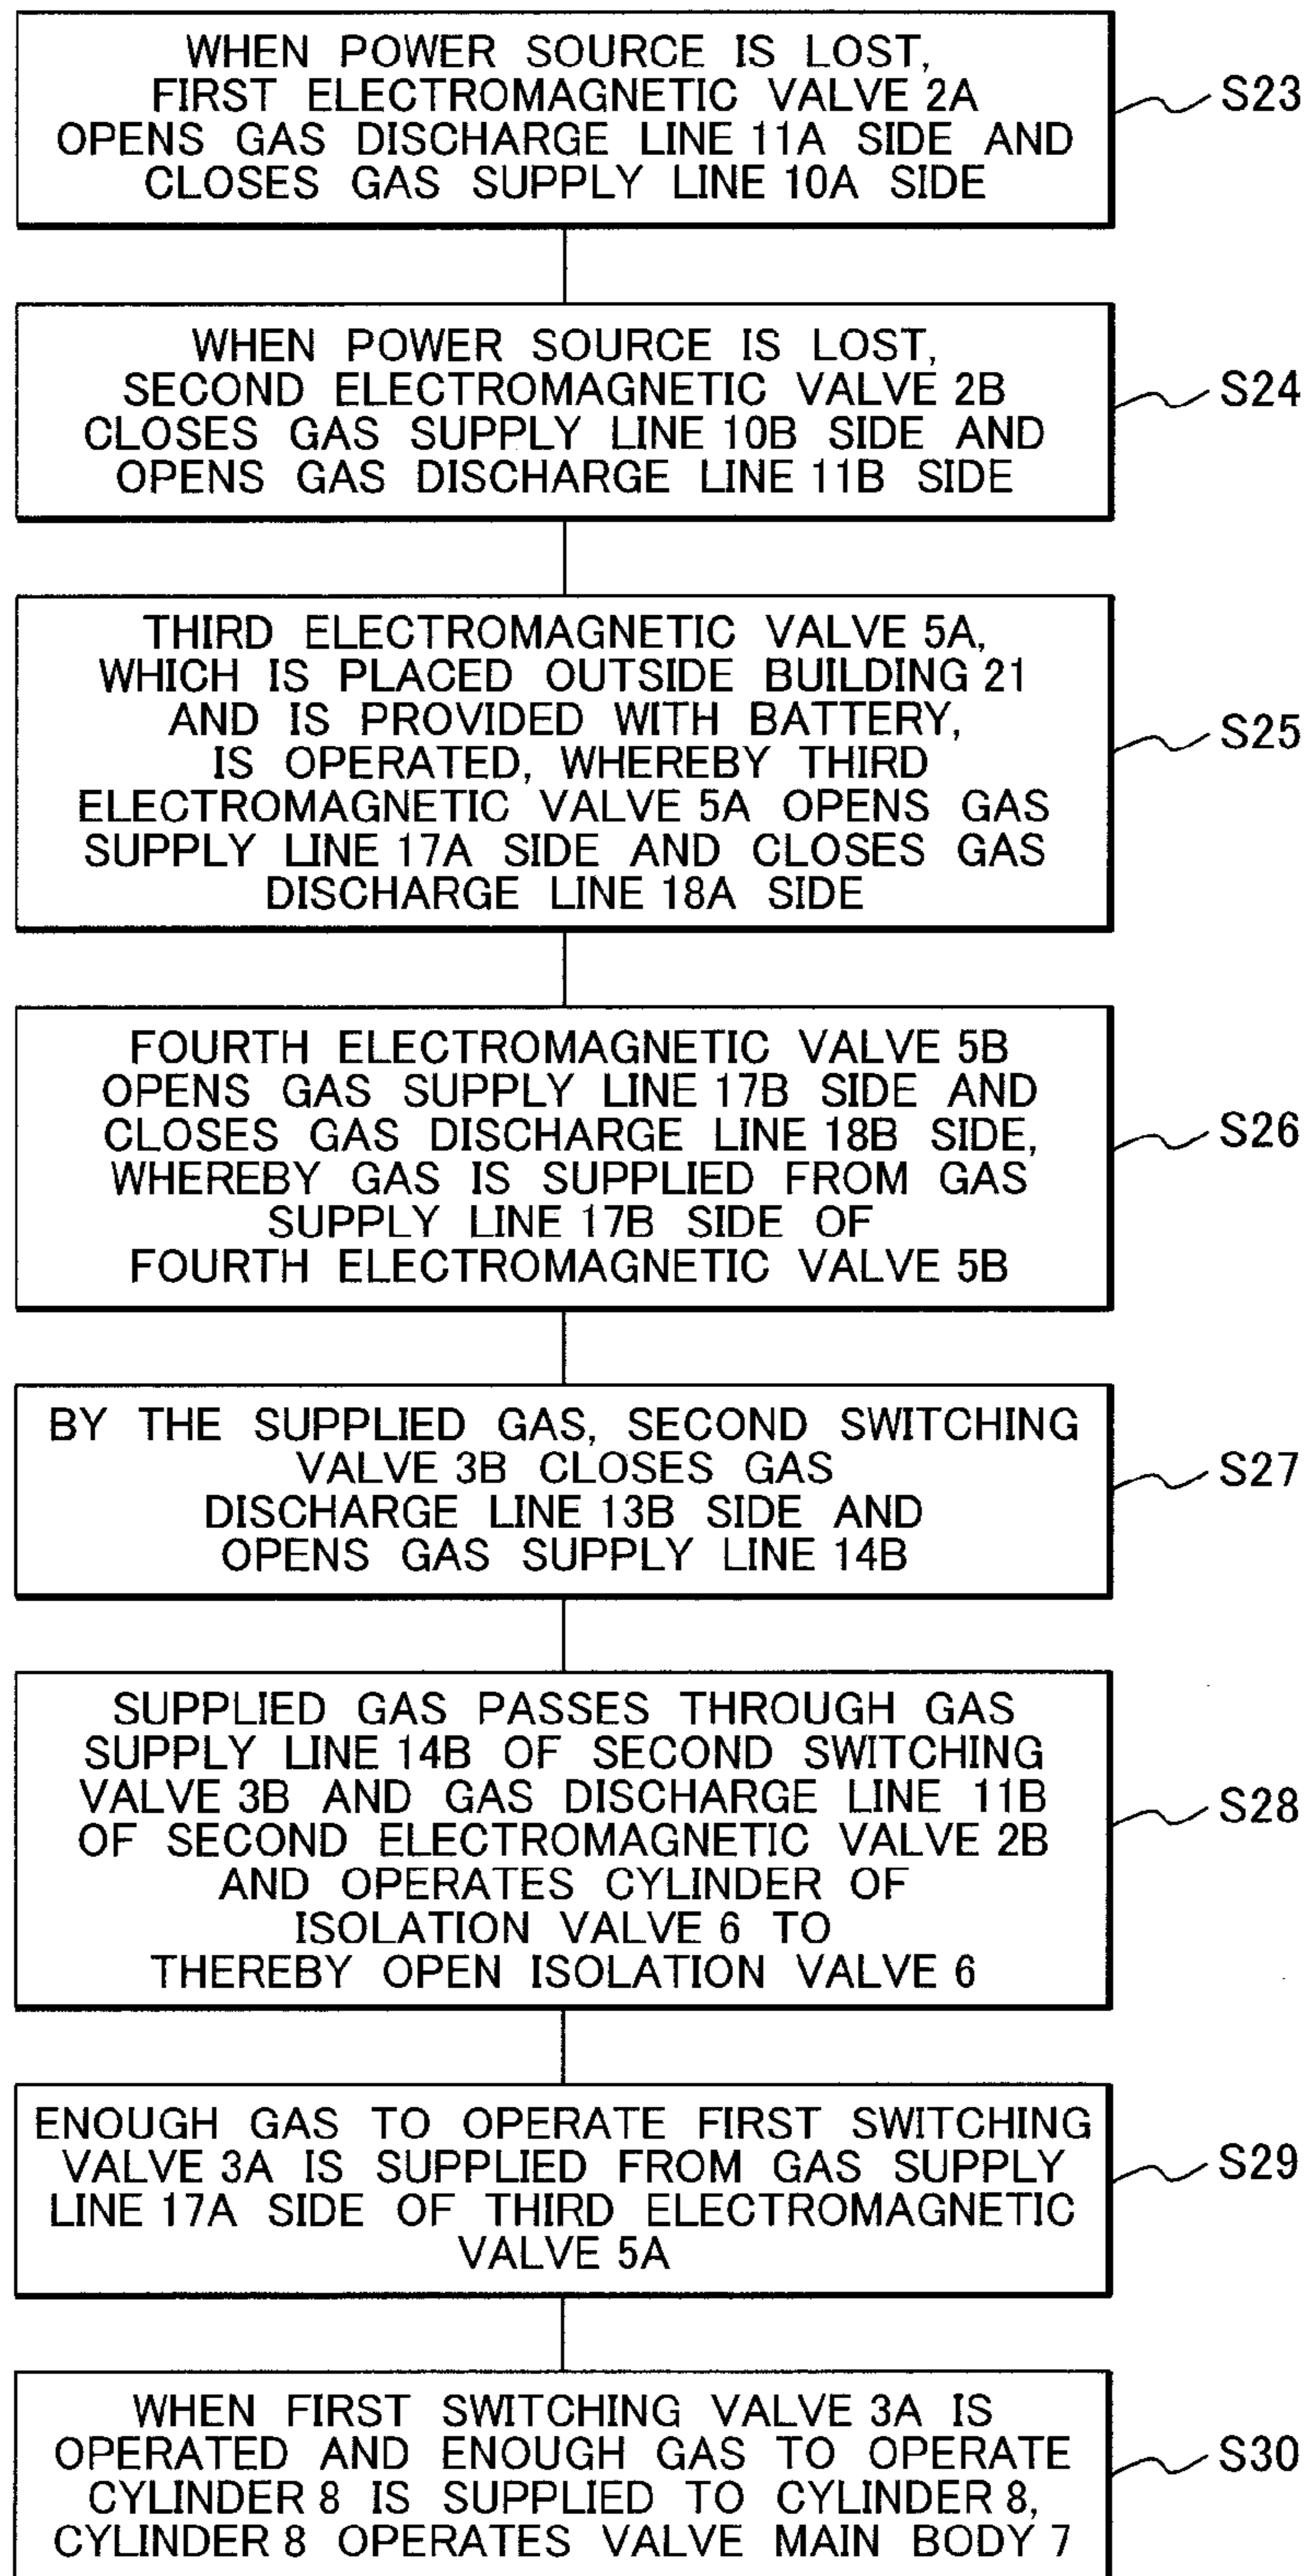 WHEN POWER SOURCE IS LOST,
FIRST ELECTROMAGNETIC VALVE 2A
OPENS GAS DISCHARGE LINE 11A SIDE AND
CLOSES GAS SUPPLY LINE 10A SIDE
S23
WHEN POWER SOURCE IS LOST,
SECOND ELECTROMAGNETIC VALVE 2B
CLOSES GAS SUPPLY LINE 10B SIDE AND
OPENS GAS DISCHARGE LINE 11B SIDE
S24
THIRD ELECTROMAGNETIC VALVE 5A,
WHICH IS PLACED OUTSIDE BUILDING 21
AND IS PROVIDED WITH BATTERY,
IS OPERATED, WHEREBY THIRD
ELECTROMAGNETIC VALVE 5A OPENS GAS
SUPPLY LINE 17A SIDE AND CLOSES GAS
DISCHARGE LINE 18A SIDE
S25
FOURTH ELECTROMAGNETIC VALVE 5B
OPENS GAS SUPPLY LINE 17B SIDE AND
CLOSES GAS DISCHARGE LINE 18B SIDE,
WHEREBY GAS IS SUPPLIED FROM GAS
SUPPLY LINE 17B SIDE OF
FOURTH ELECTROMAGNETIC VALVE 5B
S26
BY THE SUPPLIED GAS, SECOND SWITCHING
VALVE 3B CLOSES GAS
DISCHARGE LINE 13B SIDE AND
OPENS GAS SUPPLY LINE 14B
S27
SUPPLIED GAS PASSES THROUGH GAS
SUPPLY LINE 14B OF SECOND SWITCHING
VALVE 3B AND GAS DISCHARGE LINE 11B
OF SECOND ELECTROMAGNETIC VALVE 2B
AND OPERATES CYLINDER OF
ISOLATION VALVE 6 TO
THEREBY OPEN ISOLATION VALVE 6
S28
ENOUGH GAS TO OPERATE FIRST SWITCHING
VALVE 3A IS SUPPLIED FROM GAS SUPPLY
LINE 17A SIDE OF THIRD ELECTROMAGNETIC
VALVE 5A
S29
WHEN FIRST SWITCHING VALVE 3A IS
OPERATED AND ENOUGH GAS TO OPERATE
CYLINDER 8 IS SUPPLIED TO CYLINDER 8,
CYLINDER 8 OPERATES VALVE MAIN BODY 7
S30